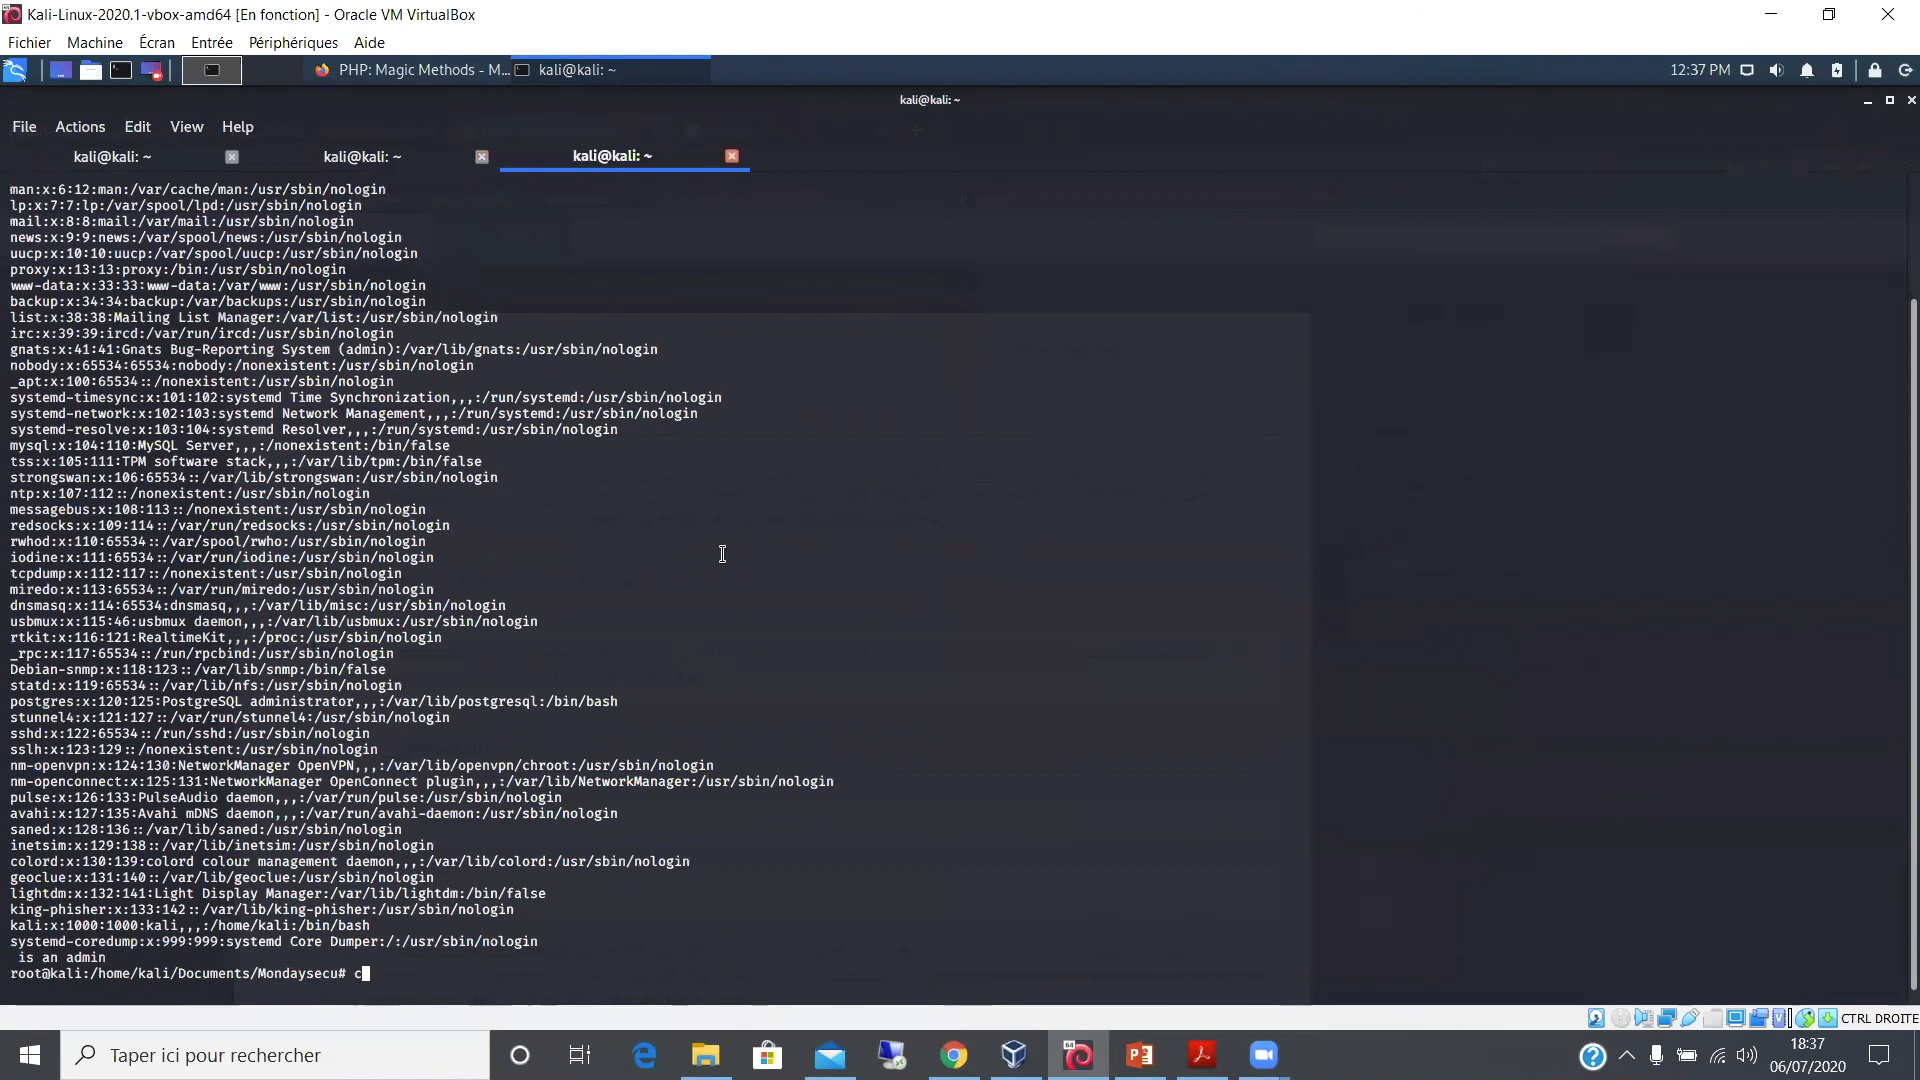 Kali-Linux-2020.1-vbox-amd64 [En fonction] - Oracle VM VirtualBox
Fichier Machine Écran Entrée Périphériques Aide
PHP: Magic Methods - M... kali@kali: ~ 12:37 PM
kali@kali: ~
File Actions Edit View Help
kali@kali: ~ kali@kali: ~ kali@kali: ~
man:x:6:12:man:/var/cache/man:/usr/sbin/nologin
lp:x:7:7:lp:/var/spool/lpd:/usr/sbin/nologin
mail:x:8:8:mail:/var/mail:/usr/sbin/nologin
news:x:9:9:news:/var/spool/news:/usr/sbin/nologin
uucp:x:10:10:uucp:/var/spool/uucp:/usr/sbin/nologin
proxy:x:13:13:proxy:/bin:/usr/sbin/nologin
www-data:x:33:33:www-data:/var/www:/usr/sbin/nologin
backup:x:34:34:backup:/var/backups:/usr/sbin/nologin
list:x:38:38:Mailing List Manager:/var/list:/usr/sbin/nologin
irc:x:39:39:ircd:/var/run/ircd:/usr/sbin/nologin
gnats:x:41:41:Gnats Bug-Reporting System (admin):/var/lib/gnats:/usr/sbin/nologin
nobody:x:65534:65534:nobody:/nonexistent:/usr/sbin/nologin
_apt:x:100:65534::/nonexistent:/usr/sbin/nologin
systemd-timesync:x:101:102:systemd Time Synchronization,,,:/run/systemd:/usr/sbin/nologin
systemd-network:x:102:103:systemd Network Management,,,:/run/systemd:/usr/sbin/nologin
systemd-resolve:x:103:104:systemd Resolver,,,:/run/systemd:/usr/sbin/nologin
mysql:x:104:110:MySQL Server,,,:/nonexistent:/bin/false
tss:x:105:111:TPM software stack,,,:/var/lib/tpm:/bin/false
strongswan:x:106:65534::/var/lib/strongswan:/usr/sbin/nologin
ntp:x:107:112::/nonexistent:/usr/sbin/nologin
messagebus:x:108:113::/nonexistent:/usr/sbin/nologin
redsocks:x:109:114::/var/run/redsocks:/usr/sbin/nologin
rwhod:x:110:65534::/var/spool/rwho:/usr/sbin/nologin
iodine:x:111:65534::/var/run/iodine:/usr/sbin/nologin
tcpdump:x:112:117::/nonexistent:/usr/sbin/nologin
miredo:x:113:65534::/var/run/miredo:/usr/sbin/nologin
dnsmasq:x:114:65534:dnsmasq,,,:/var/lib/misc:/usr/sbin/nologin
usbmux:x:115:46:usbmux daemon,,,:/var/lib/usbmux:/usr/sbin/nologin
rtkit:x:116:121:RealtimeKit,,,:/proc:/usr/sbin/nologin
_rpc:x:117:65534::/run/rpcbind:/usr/sbin/nologin
Debian-snmp:x:118:123::/var/lib/snmp:/bin/false
statd:x:119:65534::/var/lib/nfs:/usr/sbin/nologin
postgres:x:120:125:PostgreSQL administrator,,,:/var/lib/postgresql:/bin/bash
stunnel4:x:121:127::/var/run/stunnel4:/usr/sbin/nologin
sshd:x:122:65534::/run/sshd:/usr/sbin/nologin
sslh:x:123:129::/nonexistent:/usr/sbin/nologin
nm-openvpn:x:124:130:NetworkManager OpenVPN,,,:/var/lib/openvpn/chroot:/usr/sbin/nologin
nm-openconnect:x:125:131:NetworkManager OpenConnect plugin,,,:/var/lib/NetworkManager:/usr/sbin/nologin
pulse:x:126:133:PulseAudio daemon,,,:/var/run/pulse:/usr/sbin/nologin
avahi:x:127:135:Avahi mDNS daemon,,,:/var/run/avahi-daemon:/usr/sbin/nologin
saned:x:128:136::/var/lib/saned:/usr/sbin/nologin
inetsim:x:129:138::/var/lib/inetsim:/usr/sbin/nologin
colord:x:130:139:colord colour management daemon,,,:/var/lib/colord:/usr/sbin/nologin
geoclue:x:131:140::/var/lib/geoclue:/usr/sbin/nologin
lightdm:x:132:141:Light Display Manager:/var/lib/lightdm:/bin/false
king-phisher:x:133:142::/var/lib/king-phisher:/usr/sbin/nologin
kali:x:1000:1000:kali,,,:/home/kali:/bin/bash
systemd-coredump:x:999:999:systemd Core Dumper:/:/usr/sbin/nologin
is an admin
root@kali:/home/kali/Documents/Mondaysecu# c
CTRL DROITE
Taper ici pour rechercher
18:37
06/07/2020